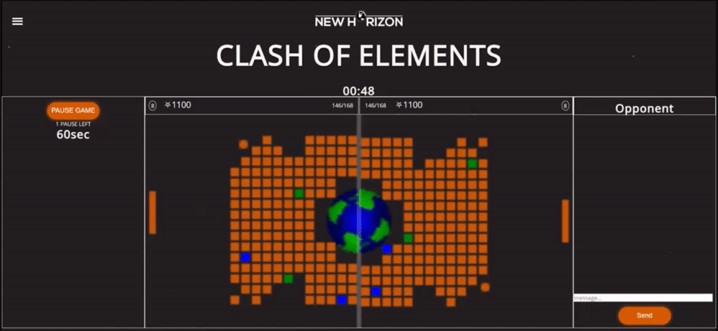 NEW HORIZON
CLASH OF ELEMENTS
00:48
PAUSE GAME
1 PAUSE LEFT
60sec
1100
146/168
146/168
1100
Opponent
message...
Send